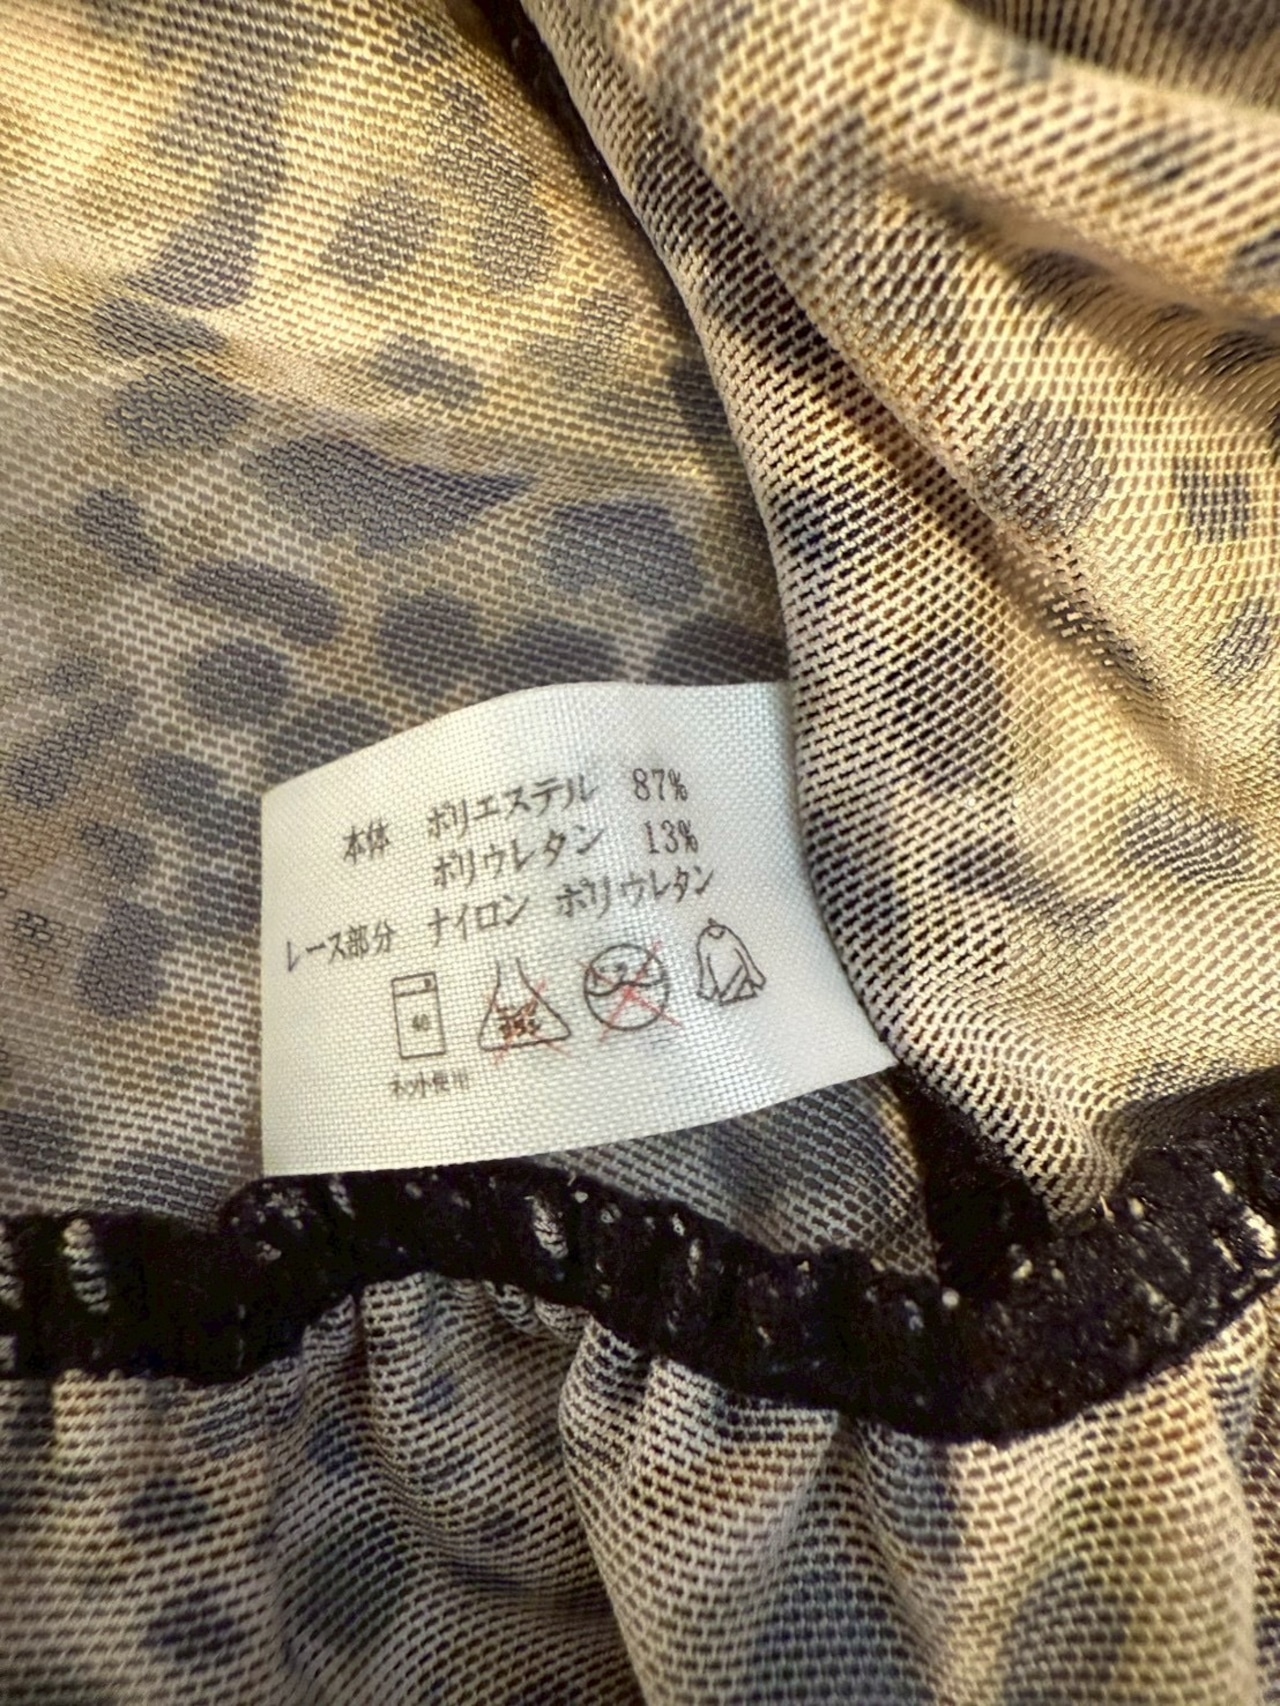 本体 ポリエステル 87%
ポリウレタン 13%
レース部分 ナイロン ポリウレタン
40
ネット使用